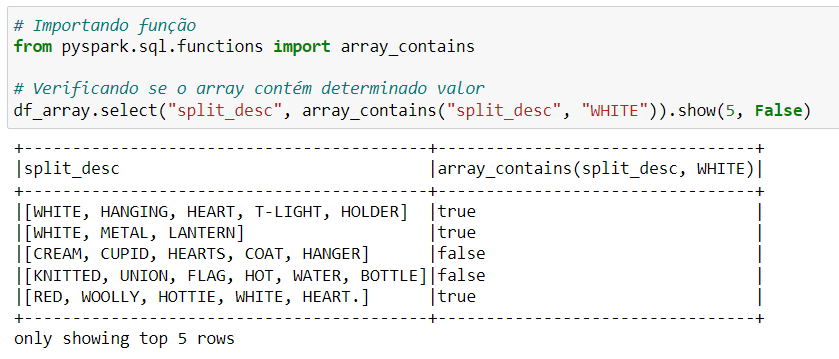 # Importando função
from pyspark.sql.functions import array_contains
# Verificando se o array contém determinado valor
df_array.select("split_desc", array_contains("split_desc", "WHITE")).show(5, False)
+------------------------------------------+---------------------------------+
|split_desc                                |array_contains(split_desc, WHITE)|
+------------------------------------------+---------------------------------+
|[WHITE, HANGING, HEART, T-LIGHT, HOLDER]  |true                             |
|[WHITE, METAL, LANTERN]                   |true                             |
|[CREAM, CUPID, HEARTS, COAT, HANGER]      |false                            |
|[KNITTED, UNION, FLAG, HOT, WATER, BOTTLE]|false                            |
|[RED, WOOLLY, HOTTIE, WHITE, HEART.]      |true                             |
+------------------------------------------+---------------------------------+
only showing top 5 rows